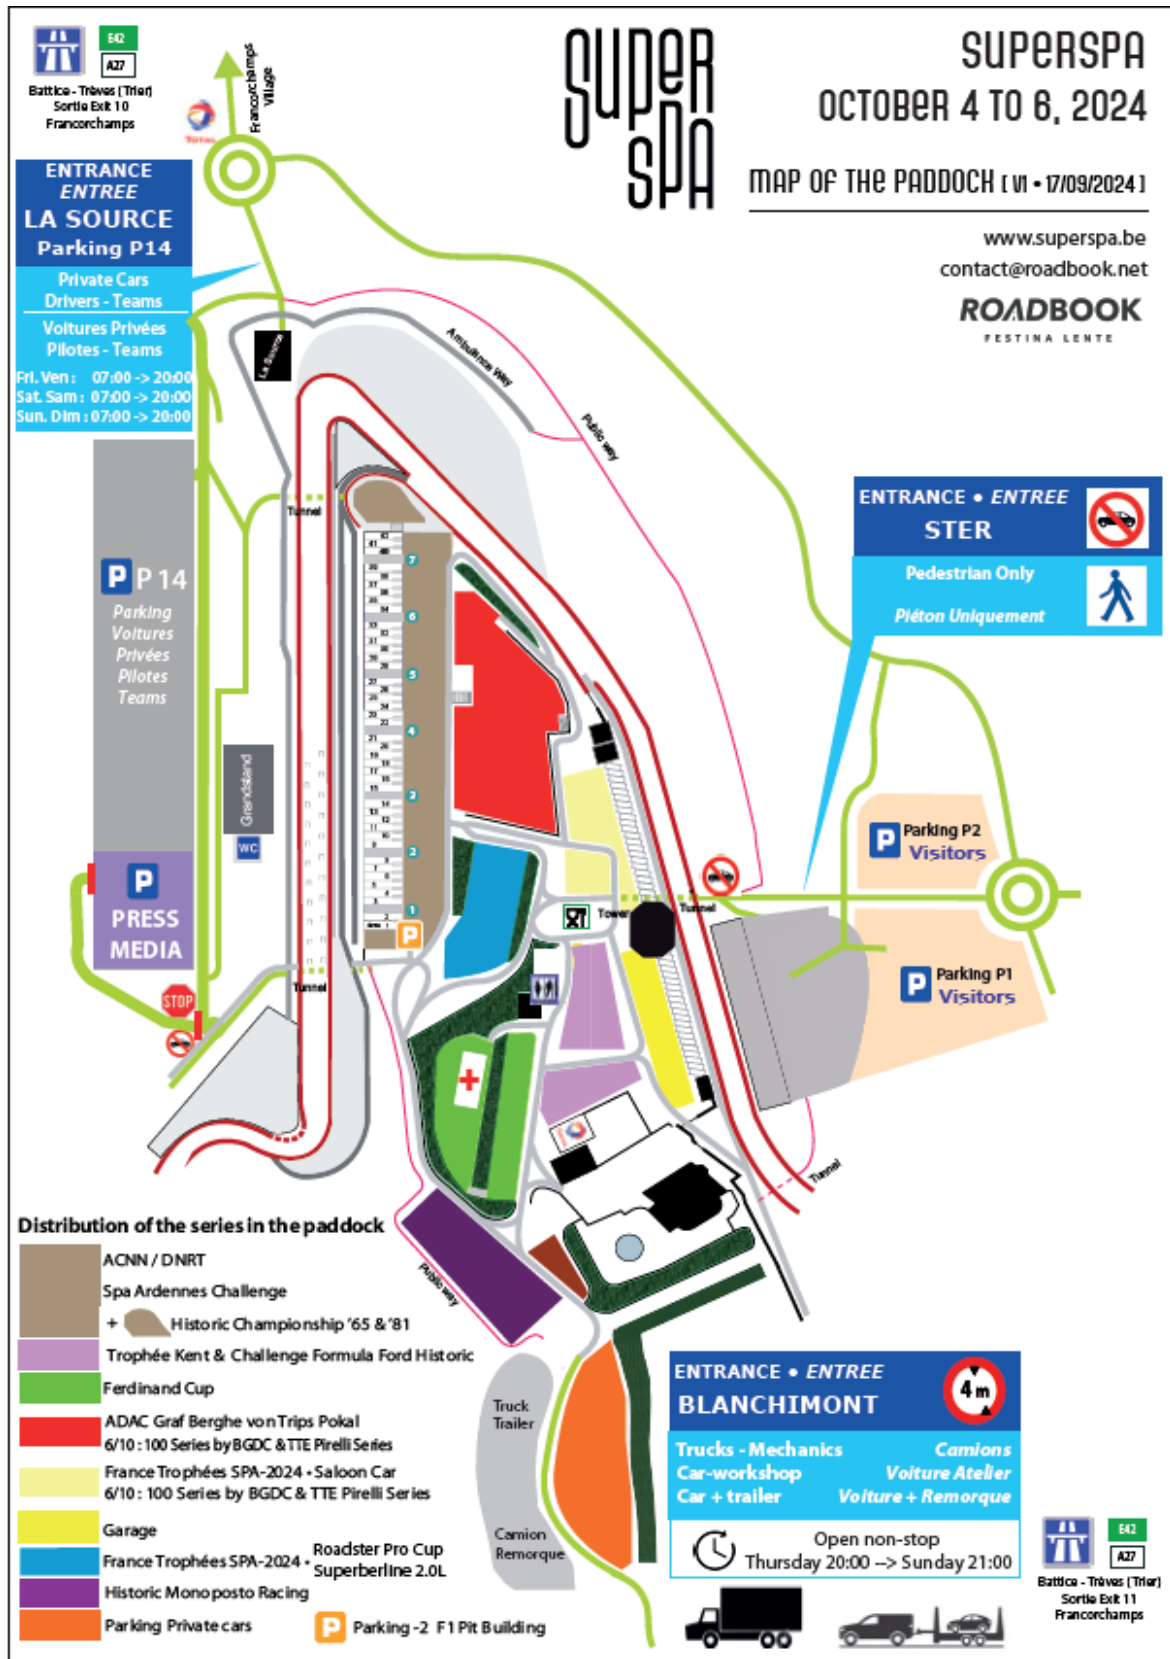 E42
A27
Battice - Trèves (Trier)
Sortie Exit 10
Francorchamps
Francorchamps
Village
TOTAL
SUPER
SPA
SUPERSPA
OCTOBER 4 TO 6, 2024
MAP OF THE PADDOCK [ V1 • 17/09/2024 ]
www.superspa.be
contact@roadbook.net
ROADBOOK
FESTINA LENTE
ENTRANCE
ENTREE
LA SOURCE
Parking P14
Private Cars
Drivers - Teams
Voitures Privées
Pilotes - Teams
Fri. Ven : 07:00 -> 20:00
Sat. Sam : 07:00 -> 20:00
Sun. Dim : 07:00 -> 20:00
La Source
Ambulance Way
Public way
ENTRANCE • ENTREE
STER
Pedestrian Only
Piéton Uniquement
Tunnel
P P 14
Parking
Voitures
Privées
Pilotes
Teams
7
6
5
4
3
2
1
Grandstand
WC
P
PRESS
MEDIA
STOP
P
Tunnel
Tower
Tunnel
P Parking P2
Visitors
P Parking P1
Visitors
Tunnel
Public way
Distribution of the series in the paddock
ACNN / DNRT
Spa Ardennes Challenge
+ Historic Championship '65 & '81
Trophée Kent & Challenge Formula Ford Historic
Ferdinand Cup
ADAC Graf Berghe von Trips Pokal
6/10 : 100 Series by BGDC & TTE Pirelli Series
France Trophées SPA-2024 • Saloon Car
6/10 : 100 Series by BGDC & TTE Pirelli Series
Garage
France Trophées SPA-2024 • Roadster Pro Cup
Superberline 2.0L
Historic Monoposto Racing
Parking Private cars
P Parking -2 F1 Pit Building
Truck
Trailer
Camion
Remorque
ENTRANCE • ENTREE
BLANCHIMONT
4 m
Trucks - Mechanics Camions
Car-workshop Voiture Atelier
Car + trailer Voiture + Remorque
Open non-stop
Thursday 20:00 --> Sunday 21:00
E42
A27
Battice - Trèves (Trier)
Sortie Exit 11
Francorchamps